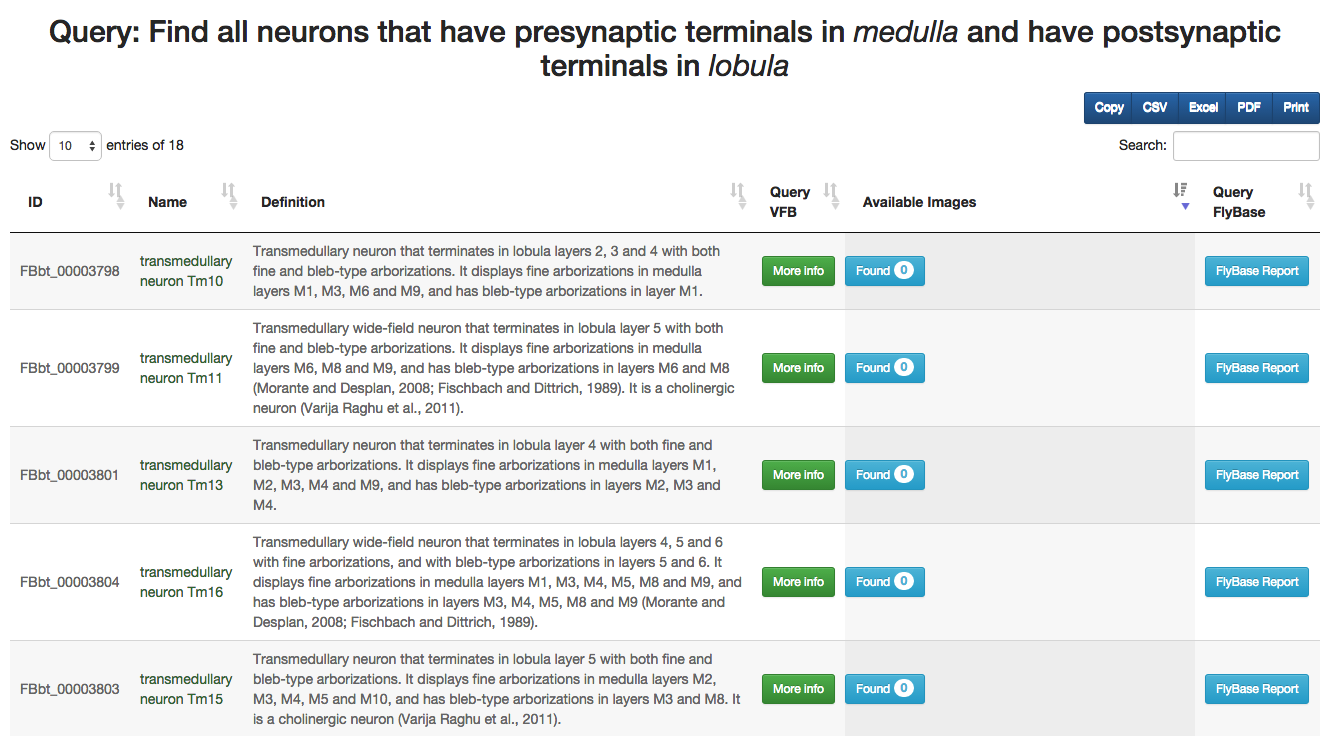 Query: Find all neurons that have presynaptic terminals in medulla and have postsynaptic
terminals in lobula
Copy CSV Excel PDF Print
Show 10 entries of 18
Search:
ID Name Definition Query VFB Available Images Query FlyBase
FBbt_00003798
transmedullary
neuron Tm10
Transmedullary neuron that terminates in lobula layers 2, 3 and 4 with both
fine and bleb-type arborizations. It displays fine arborizations in medulla
layers M1, M3, M6 and M9, and has bleb-type arborizations in layer M1.
More Info
Found 0
FlyBase Report
FBbt_00003799
transmedullary
neuron Tm11
Transmedullary wide-field neuron that terminates in lobula layer 5 with both
fine and bleb-type arborizations. It displays fine arborizations in medulla
layers M6, M8 and M9, and has bleb-type arborizations in layers M6 and M8
(Morante and Desplan, 2008; Fischbach and Dittrich, 1989). It is a cholinergic
neuron (Varija Raghu et al., 2011).
More Info
Found 0
FlyBase Report
FBbt_00003801
transmedullary
neuron Tm13
Transmedullary neuron that terminates in lobula layer 4 with both fine and
bleb-type arborizations. It displays fine arborizations in medulla layers M1,
M2, M3, M4 and M9, and has bleb-type arborizations in layers M2, M3 and
M4.
More Info
Found 0
FlyBase Report
FBbt_00003804
transmedullary
neuron Tm16
Transmedullary wide-field neuron that terminates in lobula layers 4, 5 and 6
with fine arborizations, and with bleb-type arborizations in layers 5 and 6. It
displays fine arborizations in medulla layers M1, M3, M4, M5, M8 and M9, and
has bleb-type arborizations in layers M3, M4, M5, M8 and M9 (Morante and
Desplan, 2008; Fischbach and Dittrich, 1989).
More Info
Found 0
FlyBase Report
FBbt_00003803
transmedullary
neuron Tm15
Transmedullary neuron that terminates in lobula layer 5 with both fine and
bleb-type arborizations. It displays fine arborizations in medulla layers M2,
M3, M4, M5 and M10, and has bleb-type arborizations in layers M3 and M8. It
is a cholinergic neuron (Varija Raghu et al., 2011).
More Info
Found 0
FlyBase Report